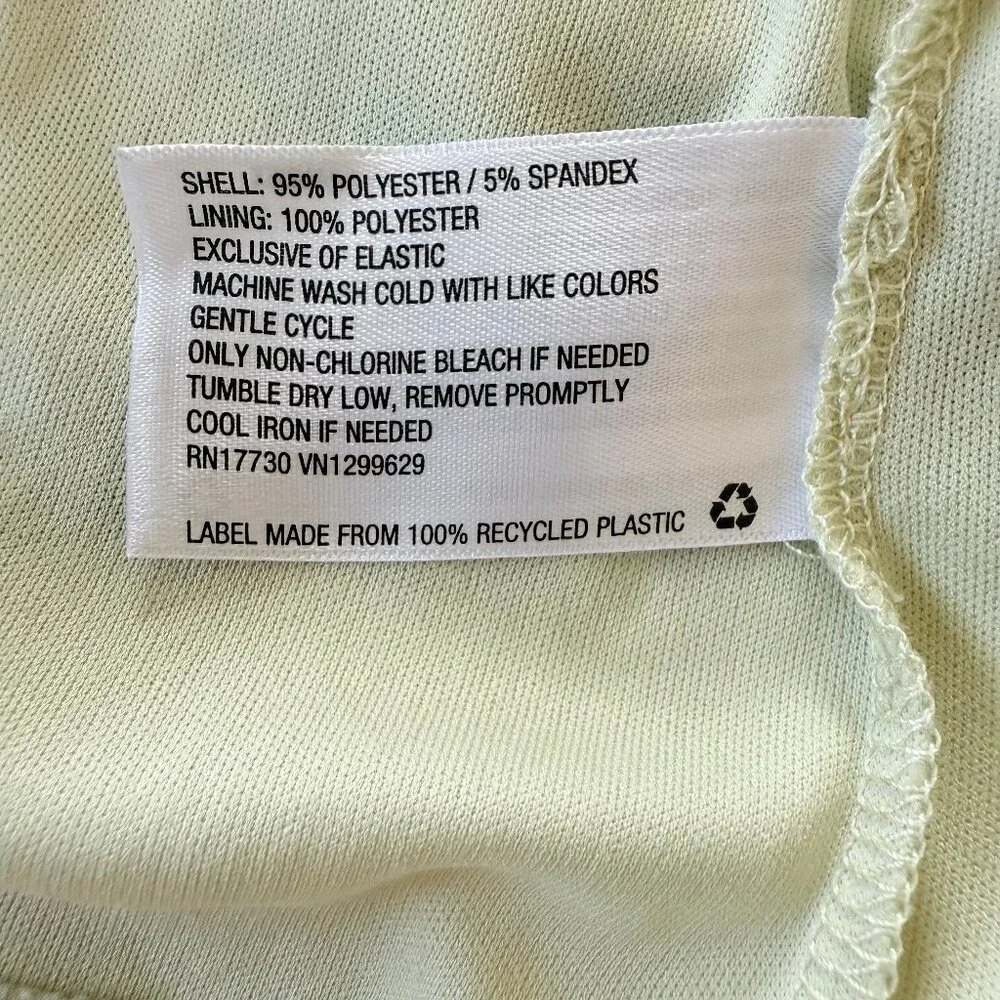 SHELL: 95% POLYESTER / 5% SPANDEX
LINING: 100% POLYESTER
EXCLUSIVE OF ELASTIC
MACHINE WASH COLD WITH LIKE COLORS
GENTLE CYCLE
ONLY NON-CHLORINE BLEACH IF NEEDED
TUMBLE DRY LOW, REMOVE PROMPTLY
COOL IRON IF NEEDED
RN17730 VN1299629
LABEL MADE FROM 100% RECYCLED PLASTIC